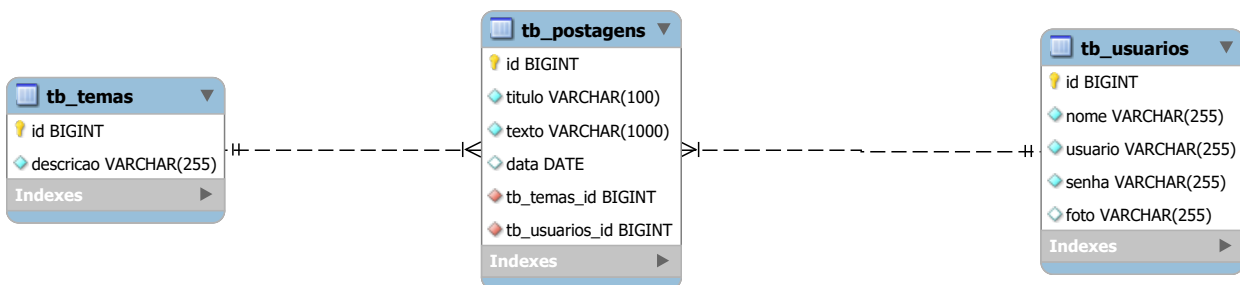 tb_temas
id BIGINT
descricao VARCHAR(255)
Indexes
tb_postagens
id BIGINT
titulo VARCHAR(100)
texto VARCHAR(1000)
data DATE
tb_temas_id BIGINT
tb_usuarios_id BIGINT
Indexes
tb_usuarios
id BIGINT
nome VARCHAR(255)
usuario VARCHAR(255)
senha VARCHAR(255)
foto VARCHAR(255)
Indexes